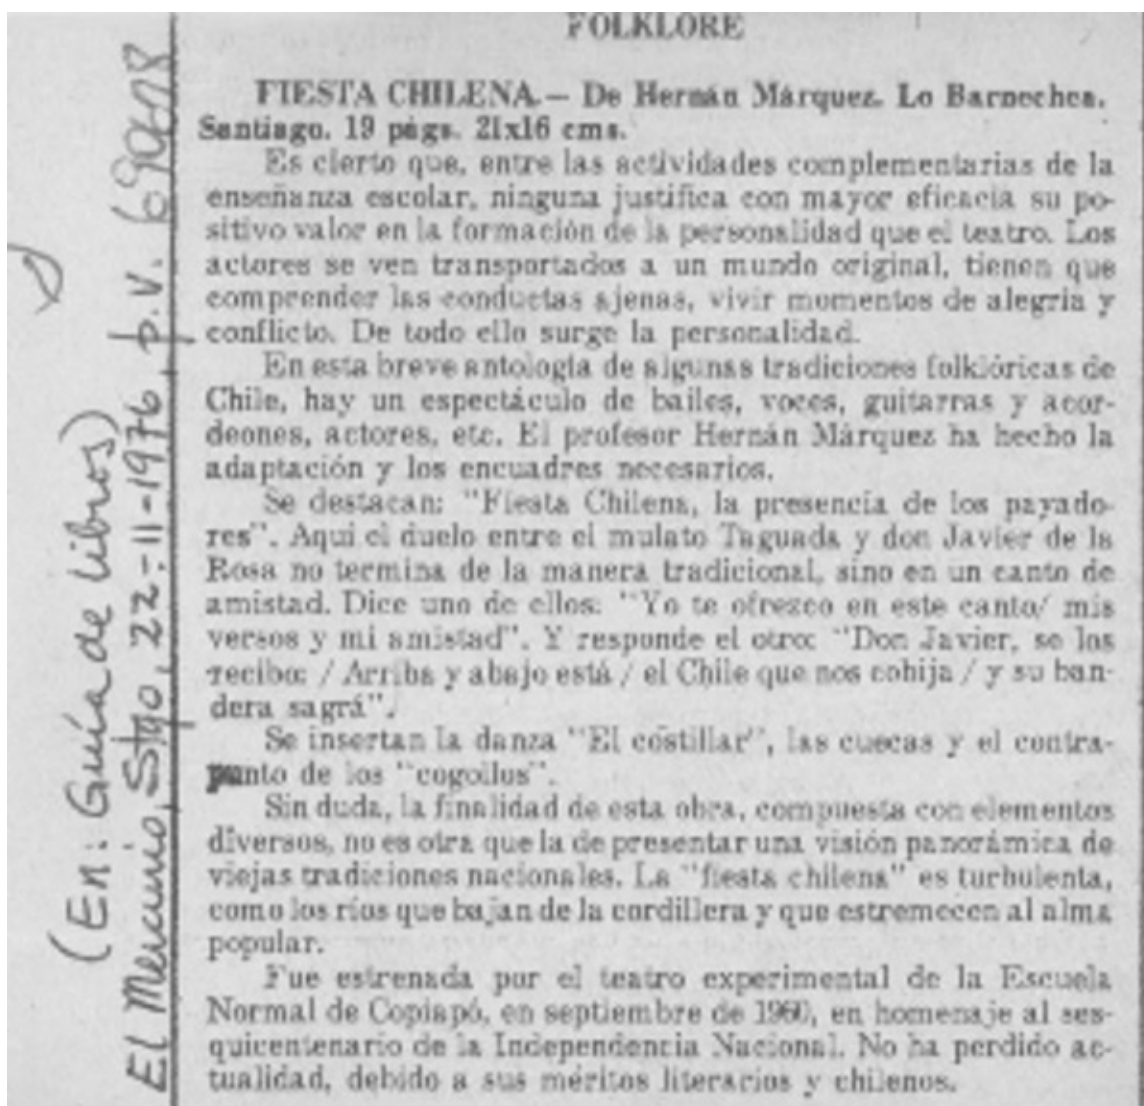 FOLKLORE
FIESTA CHILENA.— De Hernán Márquez. Lo Barnechea.
Santiago. 19 págs. 21x16 cms.
Es cierto que, entre las actividades complementarias de la
enseñanza escolar, ninguna justifica con mayor eficacia su po-
sitivo valor en la formación de la personalidad que el teatro. Los
actores se ven transportados a un mundo original, tienen que
comprender las conductas ajenas, vivir momentos de alegría y
conflicto. De todo ello surge la personalidad.
En esta breve antología de algunas tradiciones folklóricas de
Chile, hay un espectáculo de bailes, voces, guitarras y acor-
deones, actores, etc. El profesor Hernán Márquez ha hecho la
adaptación y los encuadres necesarios.
Se destacan: "Fiesta Chilena, la presencia de los payado-
res". Aquí el duelo entre el mulato Taguada y don Javier de la
Rosa no termina de la manera tradicional, sino en un canto de
amistad. Dice uno de ellos: "Yo te ofrezco en este canto/ mis
versos y mi amistad". Y responde el otro: "Don Javier, se los
recibo: / Arriba y abajo está / el Chile que nos cobija / y su ban-
dera sagrá".
Se insertan la danza "El costillar", las cuecas y el contra-
punto de los "cogollos".
Sin duda, la finalidad de esta obra, compuesta con elementos
diversos, no es otra que la de presentar una visión panorámica de
viejas tradiciones nacionales. La "fiesta chilena" es turbulenta,
como los ríos que bajan de la cordillera y que estremecen al alma
popular.
Fue estrenada por el teatro experimental de la Escuela
Normal de Copiapó, en septiembre de 1960, en homenaje al ses-
quicentenario de la Independencia Nacional. No ha perdido ac-
tualidad, debido a sus méritos literarios y chilenos.
(En: Guía de libros)
El Mercurio, Stgo, 22-11-1976, p.V.